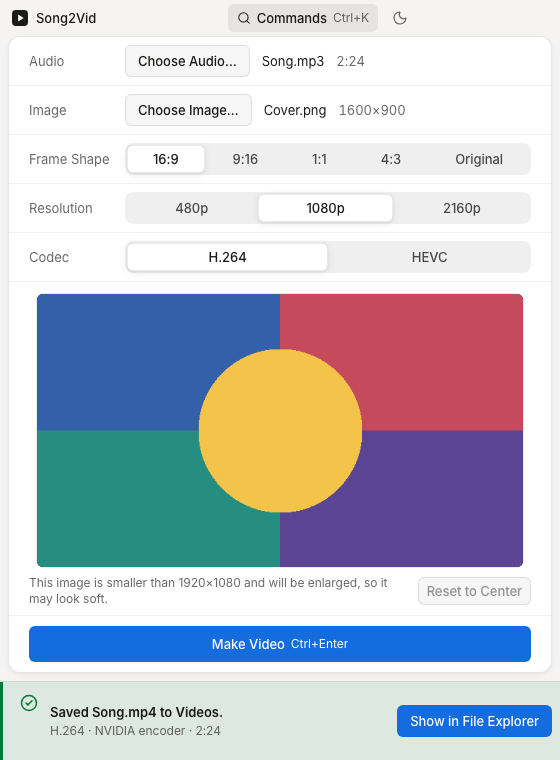 Song2Vid
Commands Ctrl+K
Audio Choose Audio... Song.mp3 2:24
Image Choose Image... Cover.png 1600×900
Frame Shape 16:9 9:16 1:1 4:3 Original
Resolution 480p 1080p 2160p
Codec H.264 HEVC
This image is smaller than 1920×1080 and will be enlarged, so it
may look soft.
Reset to Center
Make Video Ctrl+Enter
Saved Song.mp4 to Videos.
H.264 · NVIDIA encoder · 2:24
Show in File Explorer